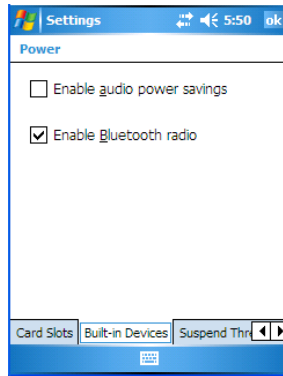 Settings 5:50 ok
Power
Enable audio power savings
Enable Bluetooth radio
Card Slots Built-in Devices Suspend Thre